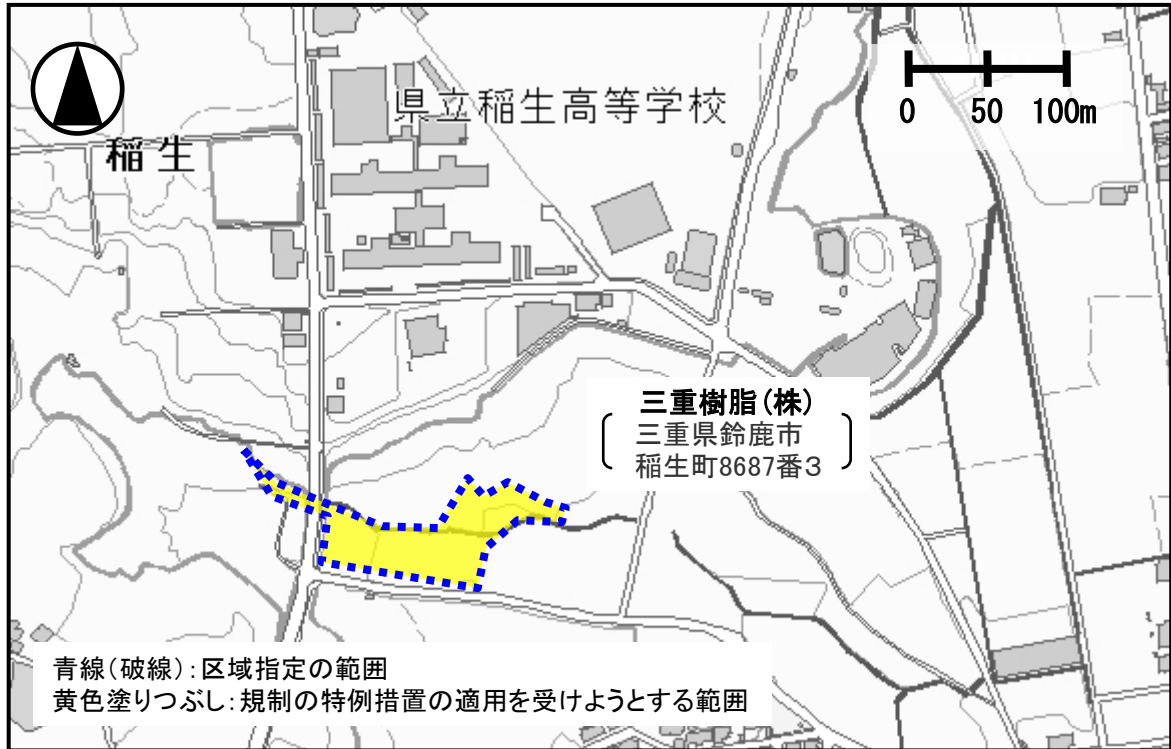 県立稲生高等学校
0 50 100m
稲生
三重樹脂(株)
三重県鈴鹿市
稲生町8687番3
青線(破線):区域指定の範囲
黄色塗りつぶし:規制の特例措置の適用を受けようとする範囲